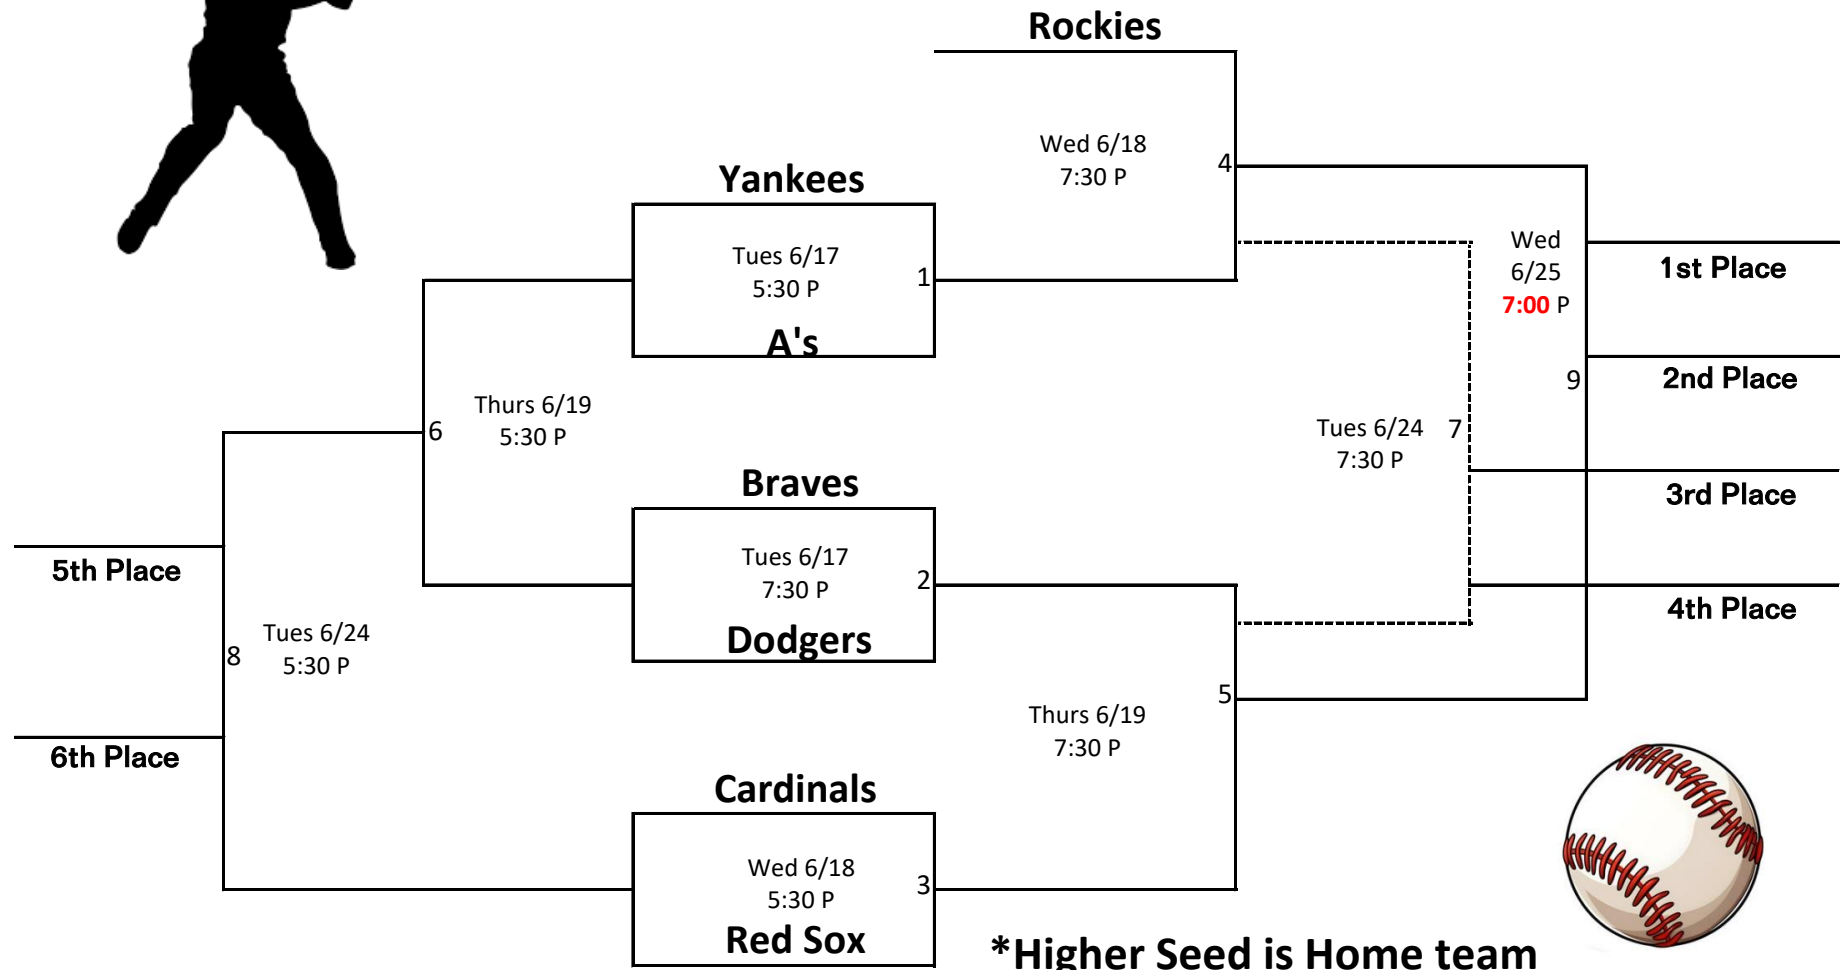 Rockies
Wed 6/18
7:30 P
4
Yankees
Tues 6/17
5:30 P
1
A's
Wed
6/25
7:00 P
9
1st Place
2nd Place
3rd Place
4th Place
Thurs 6/19
5:30 P
6
Tues 6/24
7:30 P
7
Braves
Tues 6/17
7:30 P
2
Dodgers
5th Place
Tues 6/24
5:30 P
8
6th Place
Thurs 6/19
7:30 P
5
Cardinals
Wed 6/18
5:30 P
3
Red Sox
*Higher Seed is Home team